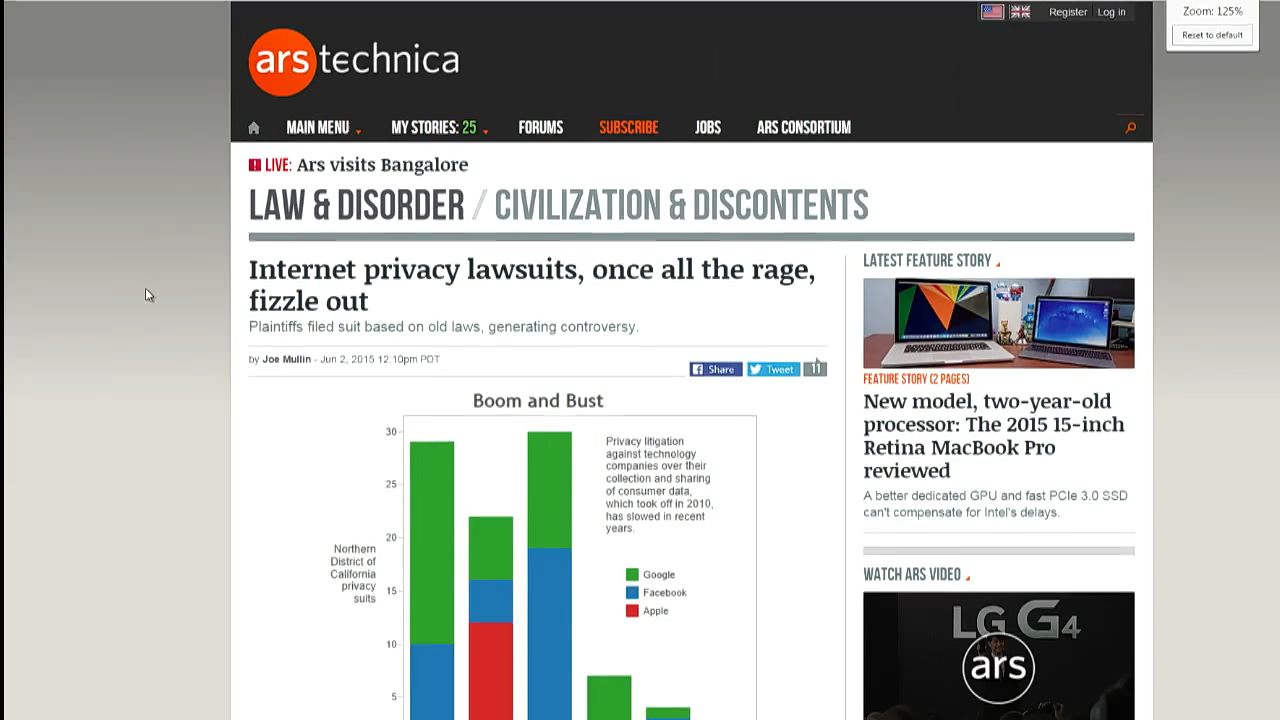 Register Log in
Zoom: 125%
Reset to default
ars technica
MAIN MENU MY STORIES: 25 FORUMS SUBSCRIBE JOBS ARS CONSORTIUM
LIVE: Ars visits Bangalore
LAW & DISORDER / CIVILIZATION & DISCONTENTS
Internet privacy lawsuits, once all the rage,
fizzle out
Plaintiffs filed suit based on old laws, generating controversy.
by Joe Mullin - Jun 2, 2015 12:10pm PDT
Share Tweet 11
Boom and Bust
30
25
20
15
10
5
Northern
District of
California
privacy
suits
Privacy litigation
against technology
companies over their
collection and sharing
of consumer data,
which took off in 2010,
has slowed in recent
years.
Google
Facebook
Apple
LATEST FEATURE STORY
FEATURE STORY (2 PAGES)
New model, two-year-old
processor: The 2015 15-inch
Retina MacBook Pro
reviewed
A better dedicated GPU and fast PCIe 3.0 SSD
can't compensate for Intel's delays.
WATCH ARS VIDEO
LG G4
ars